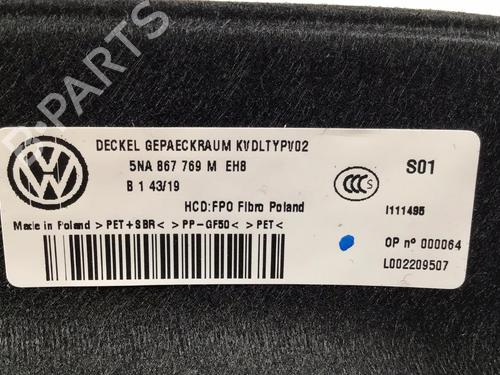 B-PARTS
DECKEL GEPAECKRAUM KVDLTYPV02
5NA 867 769 M EH8
B 1 43/19
HCD:FPO Fibro Poland
Made in Poland >PET+SBR< >PP-GF50< >PET<
S01
CCC S
I111495
OP nº 000064
L002209507